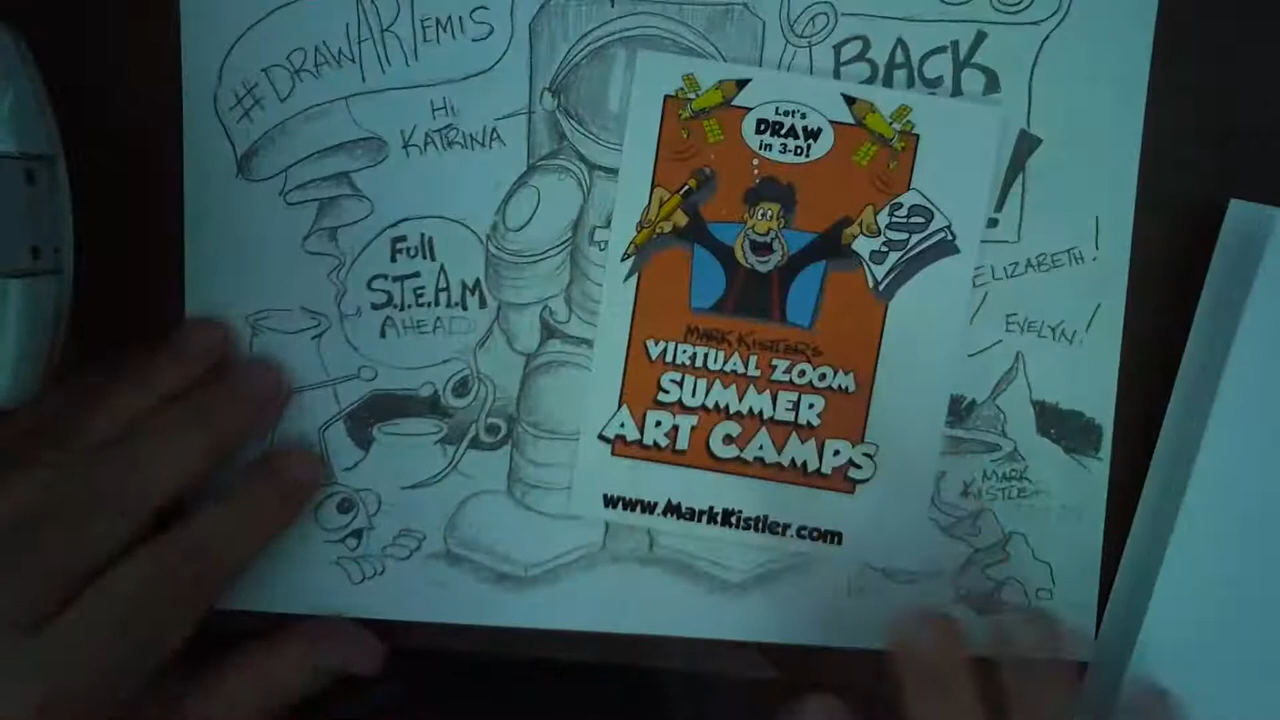 #DRAWARTEMIS
HI
KATRINA
BACK
!
Full
S.T.E.A.M
AHEAD
ELIZABETH!
EVELYN!
MARK
Let's
DRAW
in 3-D!
MARK KISTLER'S
VIRTUAL ZOOM
SUMMER
ART CAMPS
www.MarkKistler.com